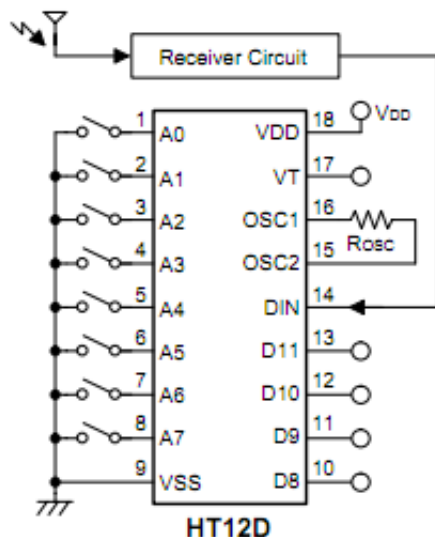 Receiver Circuit
1 A0 VDD 18 VDD
2 A1 VT 17
3 A2 OSC1 16
ROSC
4 A3 OSC2 15
5 A4 DIN 14
6 A5 D11 13
7 A6 D10 12
8 A7 D9 11
9 VSS D8 10
HT12D